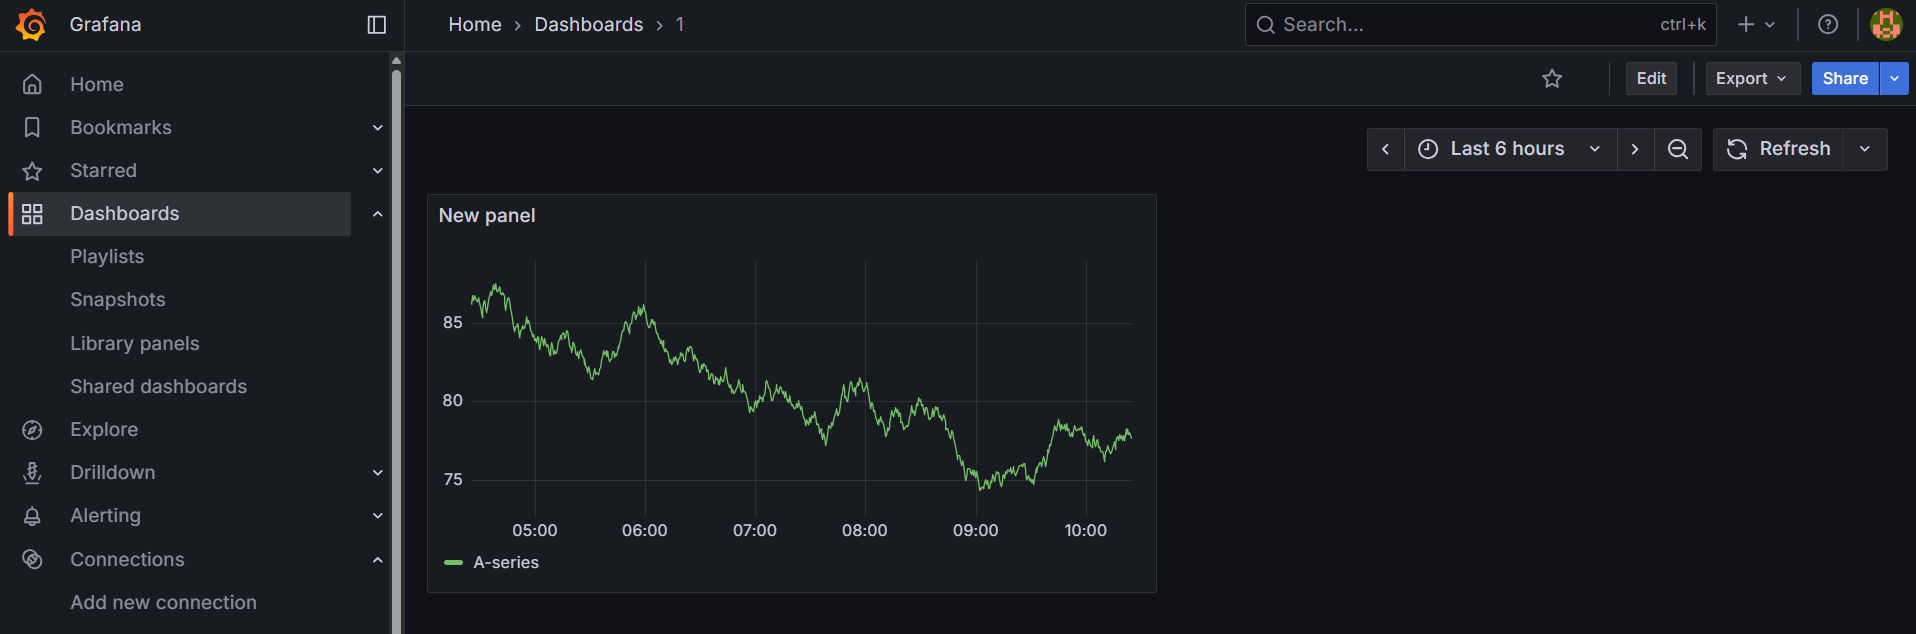 Grafana
Home
Bookmarks
Starred
Dashboards
Playlists
Snapshots
Library panels
Shared dashboards
Explore
Drilldown
Alerting
Connections
Add new connection
Home › Dashboards › 1
Search... ctrl+k
Edit Export Share
Last 6 hours Refresh
New panel
85
80
75
05:00 06:00 07:00 08:00 09:00 10:00
A-series